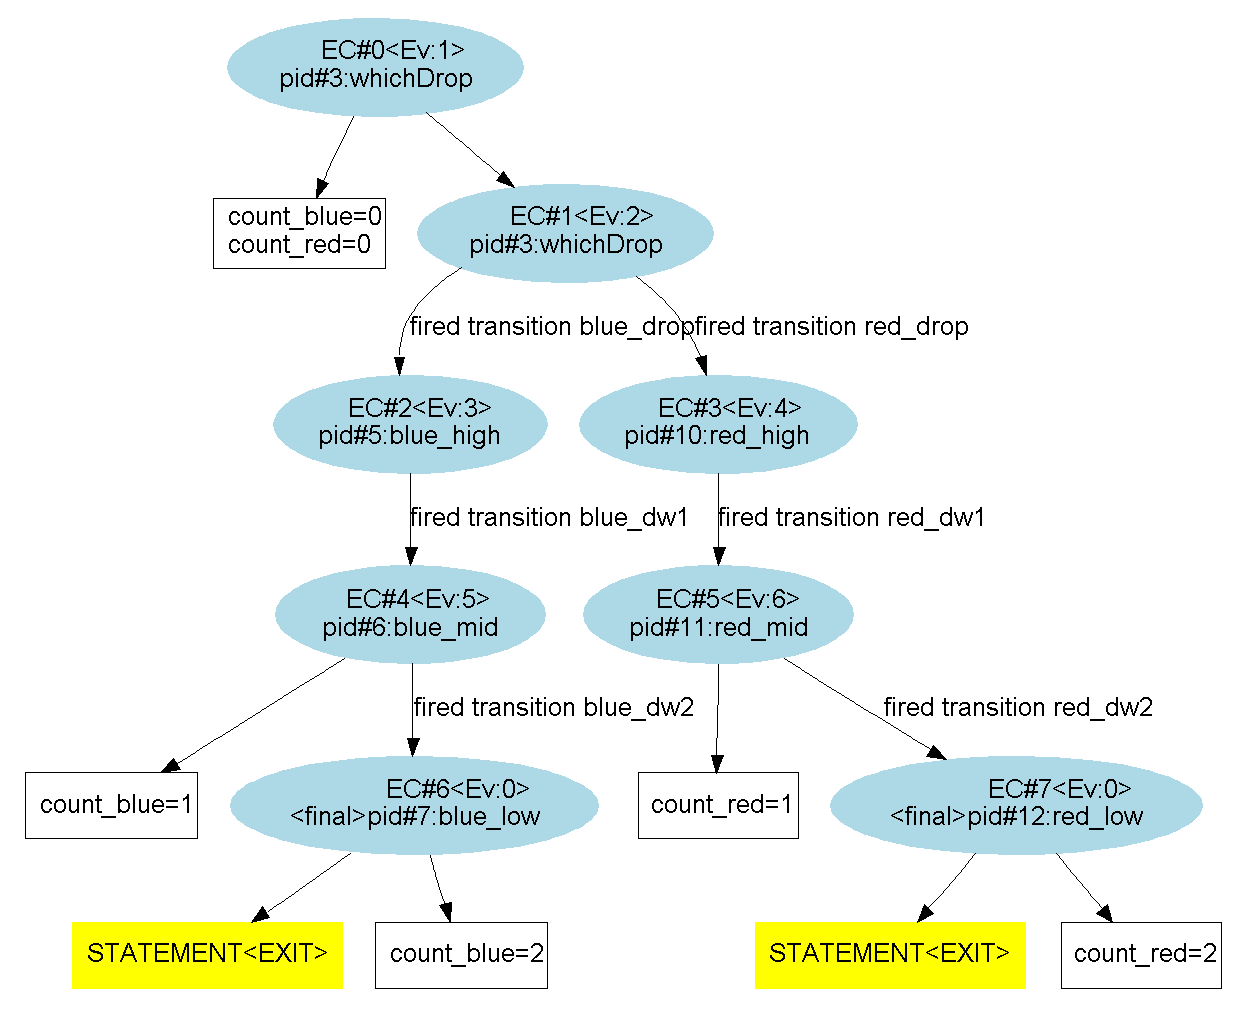 EC#0<Ev:1>
pid#3:whichDrop
count_blue=0
count_red=0
EC#1<Ev:2>
pid#3:whichDrop
fired transition blue_drop
fired transition red_drop
EC#2<Ev:3>
pid#5:blue_high
EC#3<Ev:4>
pid#10:red_high
fired transition blue_dw1
fired transition red_dw1
EC#4<Ev:5>
pid#6:blue_mid
EC#5<Ev:6>
pid#11:red_mid
fired transition blue_dw2
fired transition red_dw2
count_blue=1
EC#6<Ev:0>
<final>pid#7:blue_low
count_red=1
EC#7<Ev:0>
<final>pid#12:red_low
STATEMENT<EXIT>
count_blue=2
STATEMENT<EXIT>
count_red=2